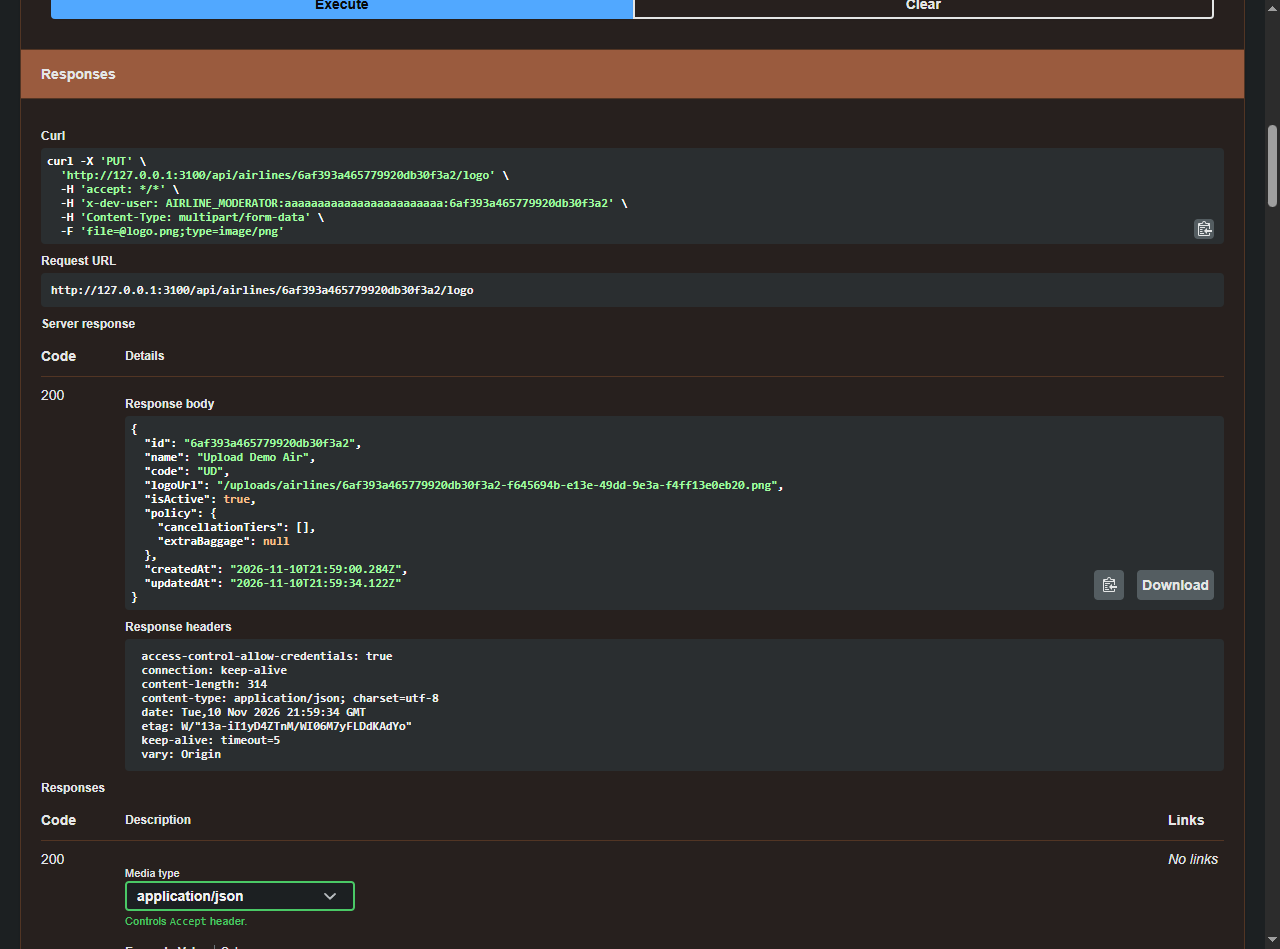 Execute
Clear
Responses
Curl
curl -X 'PUT' \
'http://127.0.0.1:3100/api/airlines/6af393a465779920db30f3a2/logo' \
-H 'accept: */*' \
-H 'x-dev-user: AIRLINE_MODERATOR:aaaaaaaaaaaaaaaaaaaaaaaa:6af393a465779920db30f3a2' \
-H 'Content-Type: multipart/form-data' \
-F 'file=@logo.png;type=image/png'
Request URL
http://127.0.0.1:3100/api/airlines/6af393a465779920db30f3a2/logo
Server response
Code Details
200
Response body
{
"id": "6af393a465779920db30f3a2",
"name": "Upload Demo Air",
"code": "UD",
"logoUrl": "/uploads/airlines/6af393a465779920db30f3a2-f645694b-e13e-49dd-9e3a-f4ff13e0eb20.png",
"isActive": true,
"policy": {
"cancellationTiers": [],
"extraBaggage": null
},
"createdAt": "2026-11-10T21:59:00.284Z",
"updatedAt": "2026-11-10T21:59:34.122Z"
}
Download
Response headers
access-control-allow-credentials: true
connection: keep-alive
content-length: 314
content-type: application/json; charset=utf-8
date: Tue,10 Nov 2026 21:59:34 GMT
etag: W/"13a-iI1yD4ZTnM/WI06M7yFLDdKAdYo"
keep-alive: timeout=5
vary: Origin
Responses
Code Description Links
200 No links
Media type
application/json
Controls Accept header.